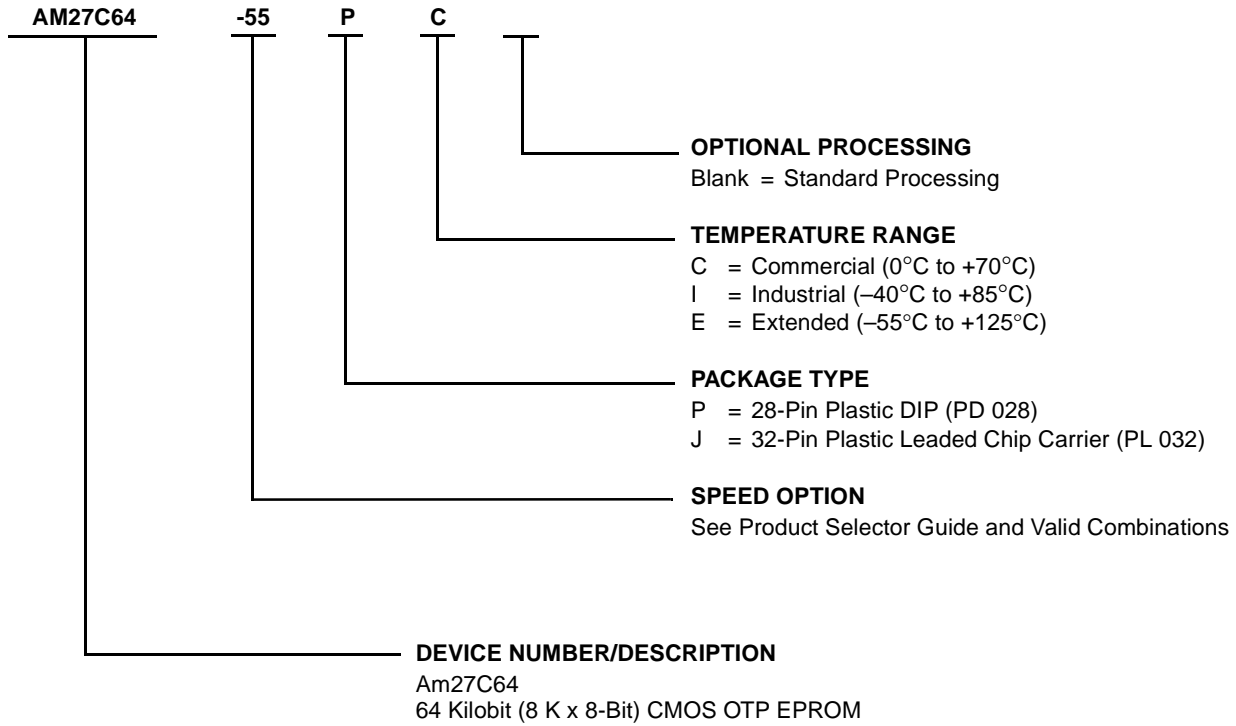 AM27C64 -55 P C
OPTIONAL PROCESSING
Blank = Standard Processing
TEMPERATURE RANGE
C = Commercial (0°C to +70°C)
I = Industrial (–40°C to +85°C)
E = Extended (–55°C to +125°C)
PACKAGE TYPE
P = 28-Pin Plastic DIP (PD 028)
J = 32-Pin Plastic Leaded Chip Carrier (PL 032)
SPEED OPTION
See Product Selector Guide and Valid Combinations
DEVICE NUMBER/DESCRIPTION
Am27C64
64 Kilobit (8 K x 8-Bit) CMOS OTP EPROM